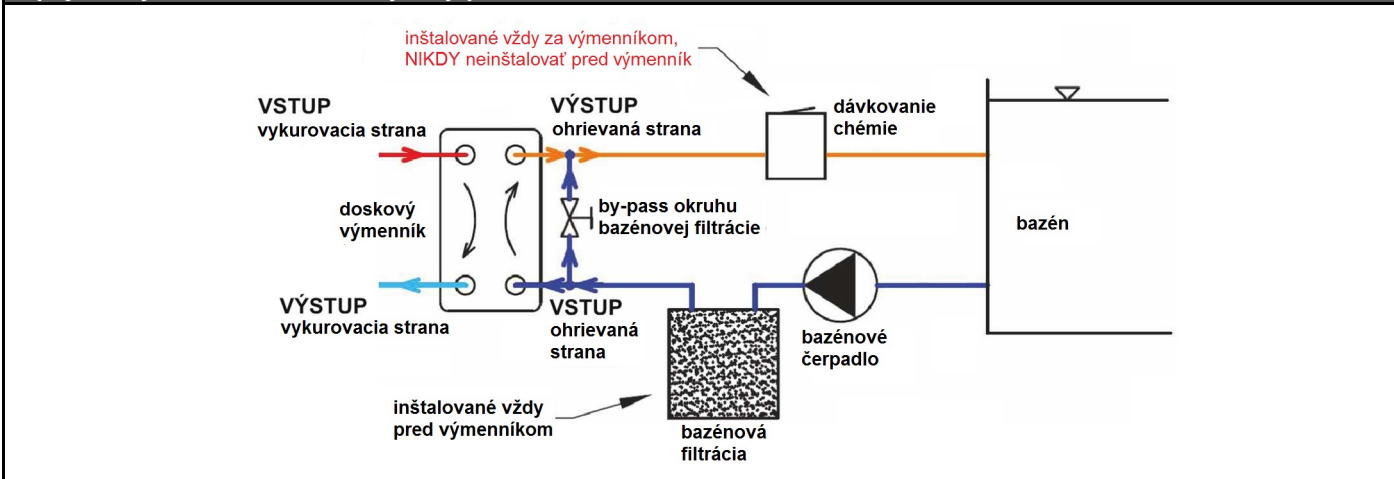 inštalované vždy za výmenníkom,
NIKDY neinštalovať pred výmenník
VSTUP
vykurovacia strana
VÝSTUP
ohrievaná strana
dávkovanie
chémie
doskový
výmenník
by-pass okruhu
bazénovej filtrácie
bazén
VÝSTUP
vykurovacia strana
VSTUP
ohrievaná
strana
bazénové
čerpadlo
inštalované vždy
pred výmenníkom
bazénová
filtrácia